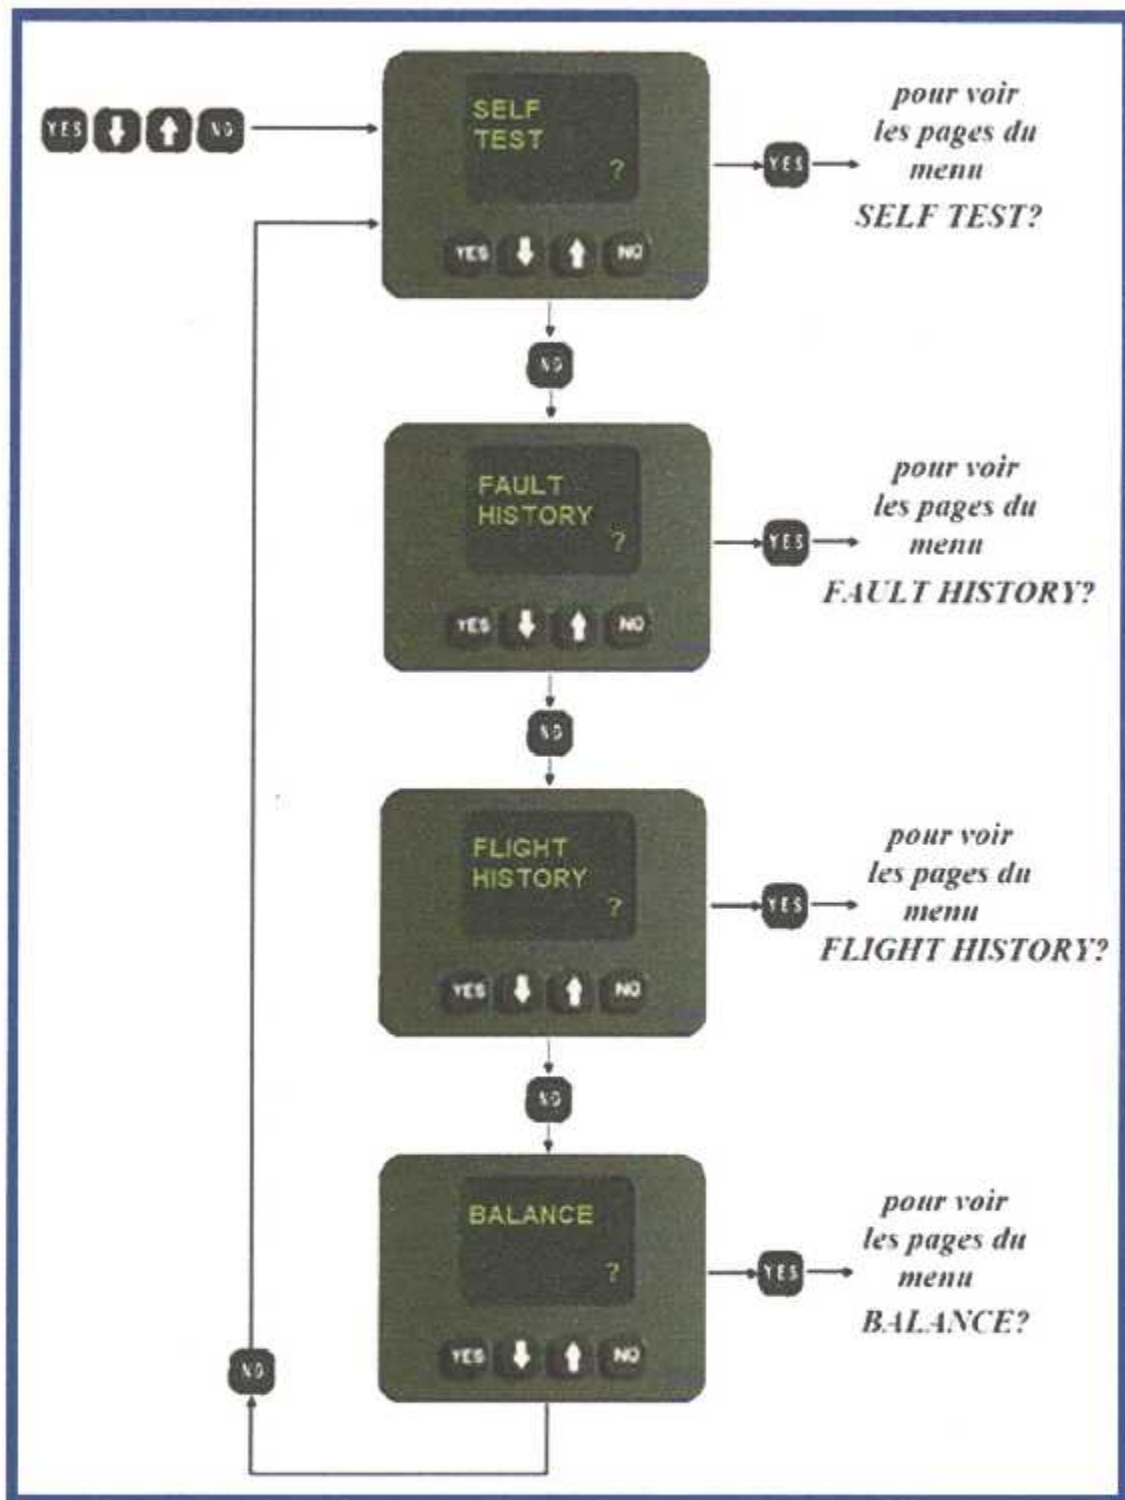 YES NO
SELF
TEST
?
YES NO
YES
pour voir
les pages du
menu
SELF TEST?
NO
FAULT
HISTORY
?
YES NO
YES
pour voir
les pages du
menu
FAULT HISTORY?
NO
FLIGHT
HISTORY
?
YES NO
YES
pour voir
les pages du
menu
FLIGHT HISTORY?
NO
BALANCE
?
YES NO
YES
pour voir
les pages du
menu
BALANCE?
NO